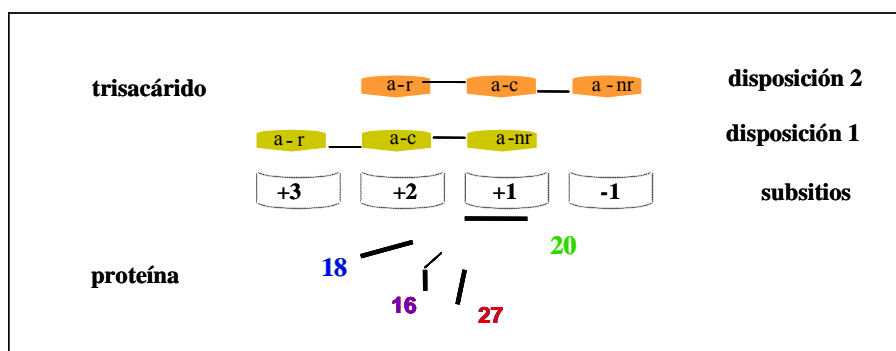 trisacárido a-r a-c a - nr disposición 2
a - r a-c a-nr disposición 1
+3 +2 +1 -1 subsitios
18 20
proteína
16 27